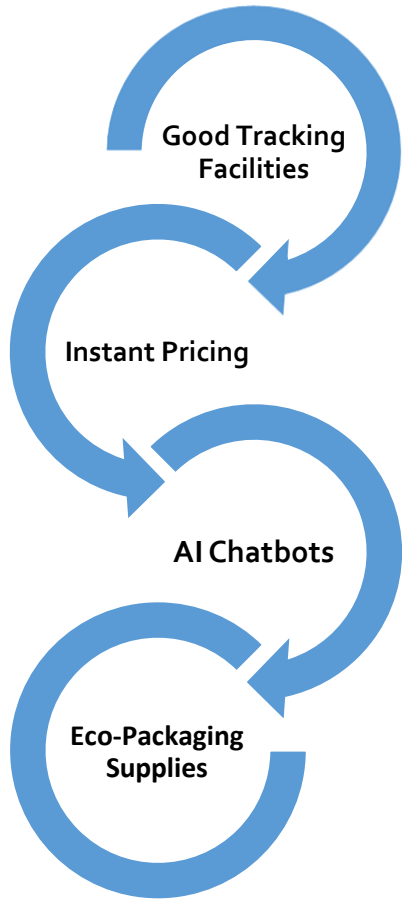 Good Tracking
Facilities
Instant Pricing
AI Chatbots
Eco-Packaging
Supplies